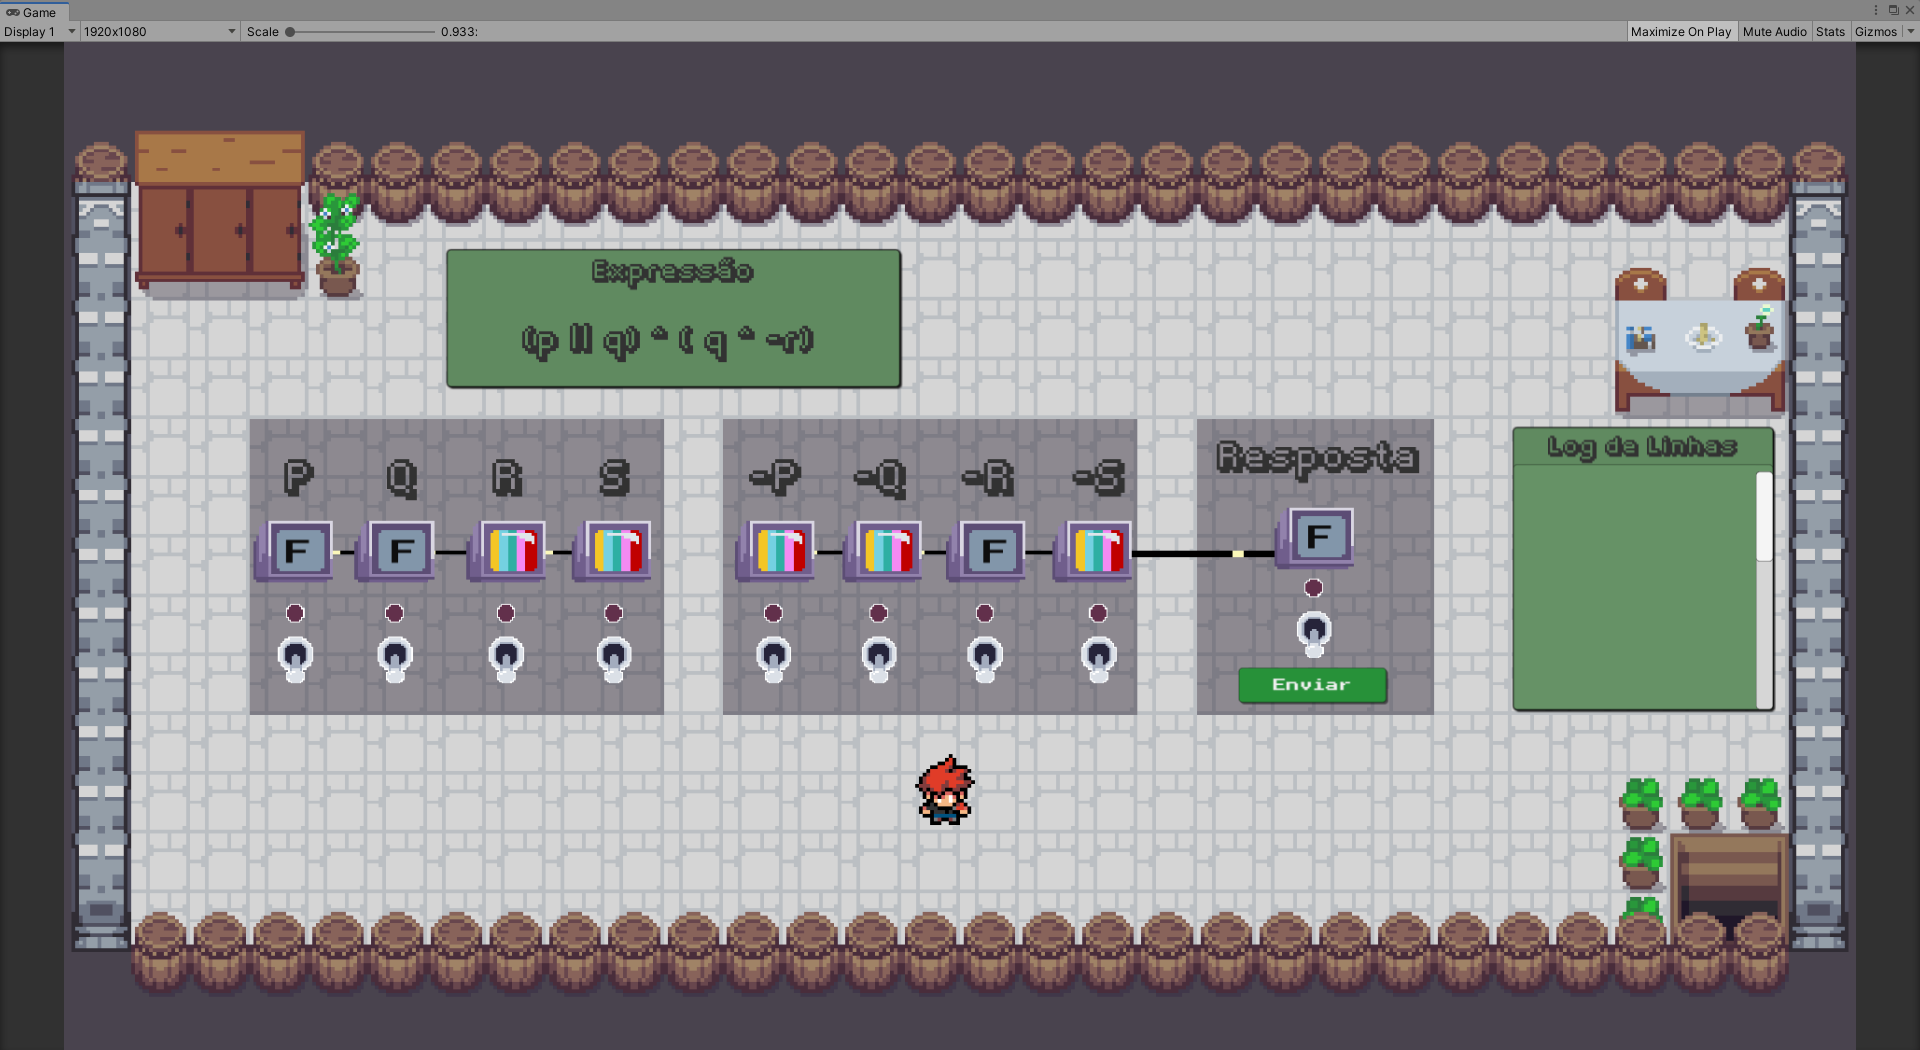 Game
Display 1 1920x1080 Scale 0.933: Maximize On Play Mute Audio Stats Gizmos
Expressão
(p || q) ^ ( q ^ ~r)
P Q R S
~P ~Q ~R ~S
Resposta
Log de Linhas
F F
F
F
Enviar